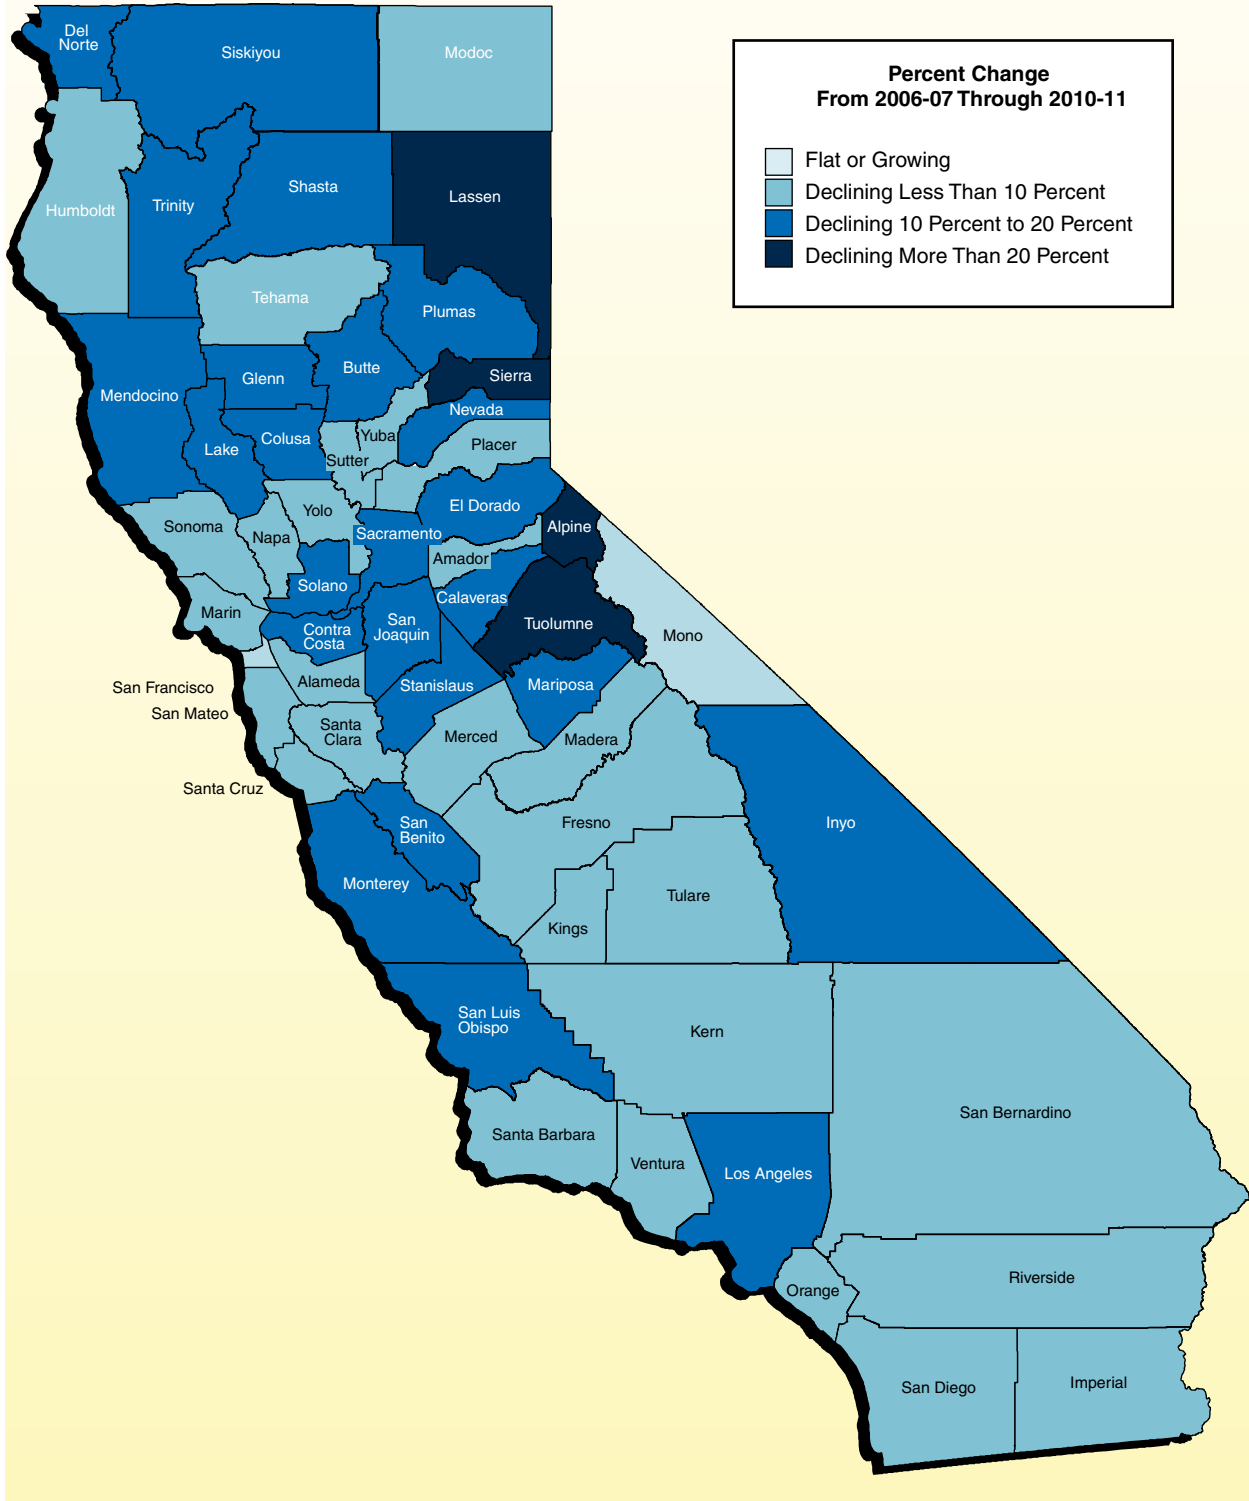 Percent Change
From 2006-07 Through 2010-11
Flat or Growing
Declining Less Than 10 Percent
Declining 10 Percent to 20 Percent
Declining More Than 20 Percent
Del
Norte
Siskiyou
Modoc
Humboldt
Trinity
Shasta
Lassen
Tehama
Plumas
Mendocino
Glenn
Butte
Sierra
Lake
Colusa
Sutter
Yuba
Nevada
Placer
Sonoma
Napa
Yolo
Sacramento
El Dorado
Alpine
Amador
Solano
Calaveras
Marin
Contra
Costa
San
Joaquin
Tuolumne
Mono
San Francisco
San Mateo
Alameda
Stanislaus
Mariposa
Santa
Clara
Merced
Madera
Santa Cruz
San
Benito
Fresno
Inyo
Monterey
Kings
Tulare
San Luis
Obispo
Kern
San Bernardino
Santa Barbara
Ventura
Los Angeles
Orange
Riverside
San Diego
Imperial